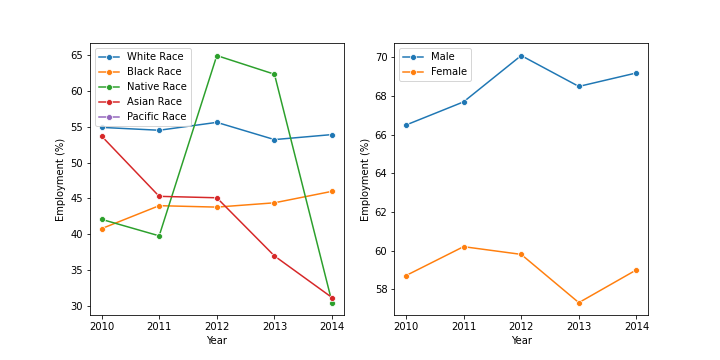 White Race
Black Race
Native Race
Asian Race
Pacific Race
65
60
55
50
45
40
35
30
Employment (%)
2010 2011 2012 2013 2014
Year
Male
Female
70
68
66
64
62
60
58
Employment (%)
2010 2011 2012 2013 2014
Year